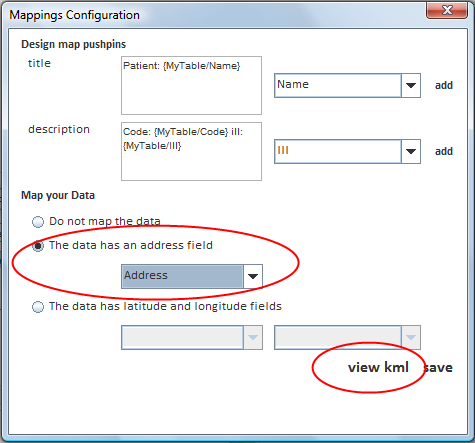 Mappings Configuration
Design map pushpins
title
Patient: {MyTable/Name}
Name
add
description
Code: {MyTable/Code} ill:
{MyTable/Ill}
Ill
add
Map your Data
Do not map the data
The data has an address field
Address
The data has latitude and longitude fields
view kml save